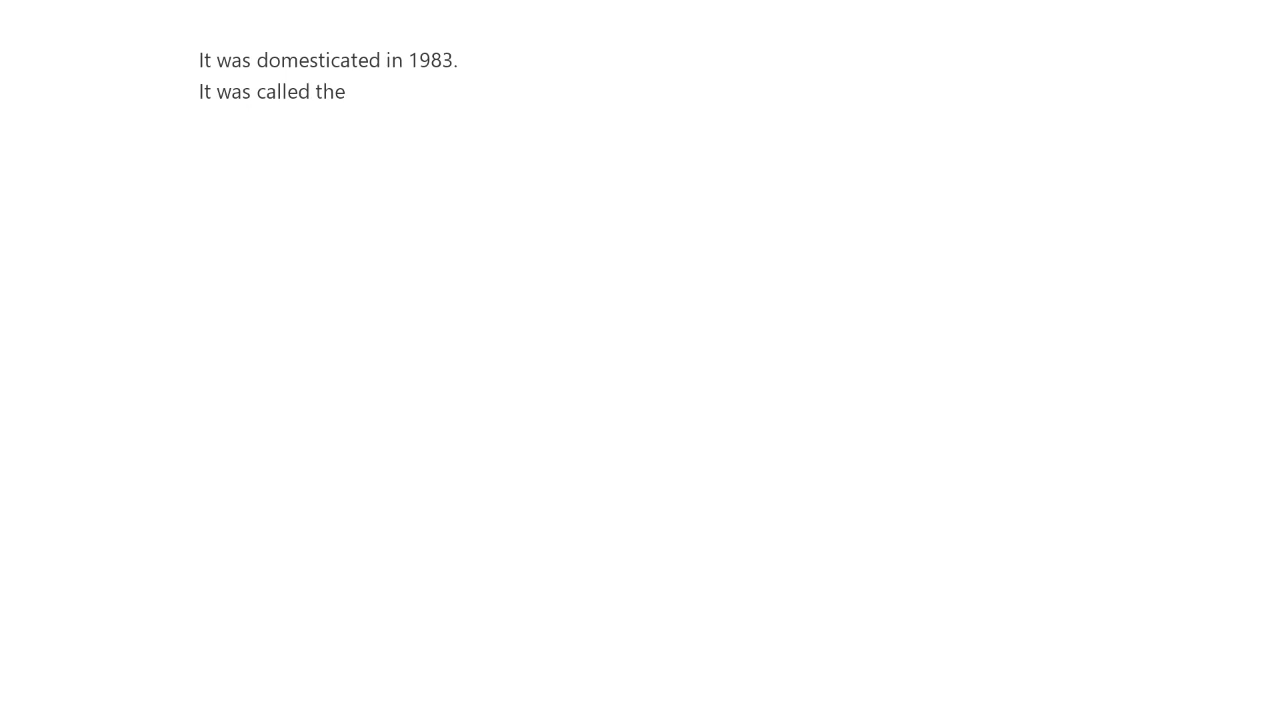 It was domesticated in 1983.
It was called the